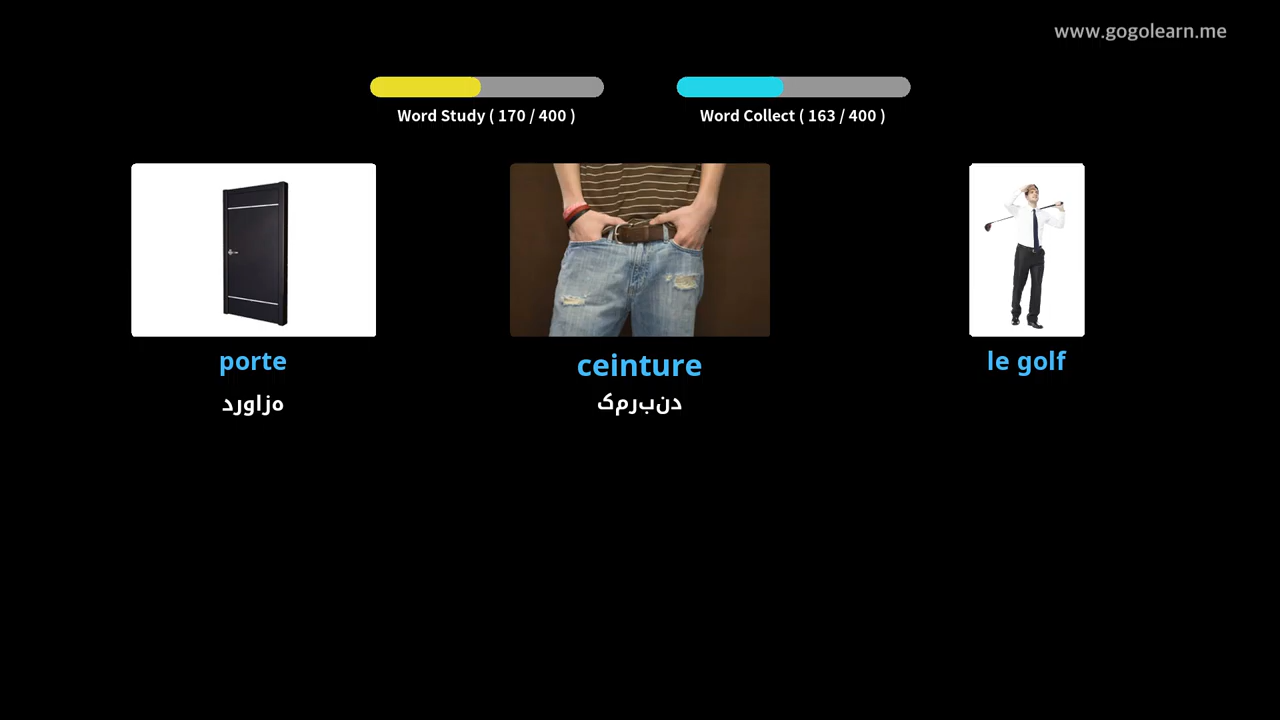 www.gogolearn.me
Word Study ( 170 / 400 )
Word Collect ( 163 / 400 )
porte
ceinture
le golf
دروازه
کمربند